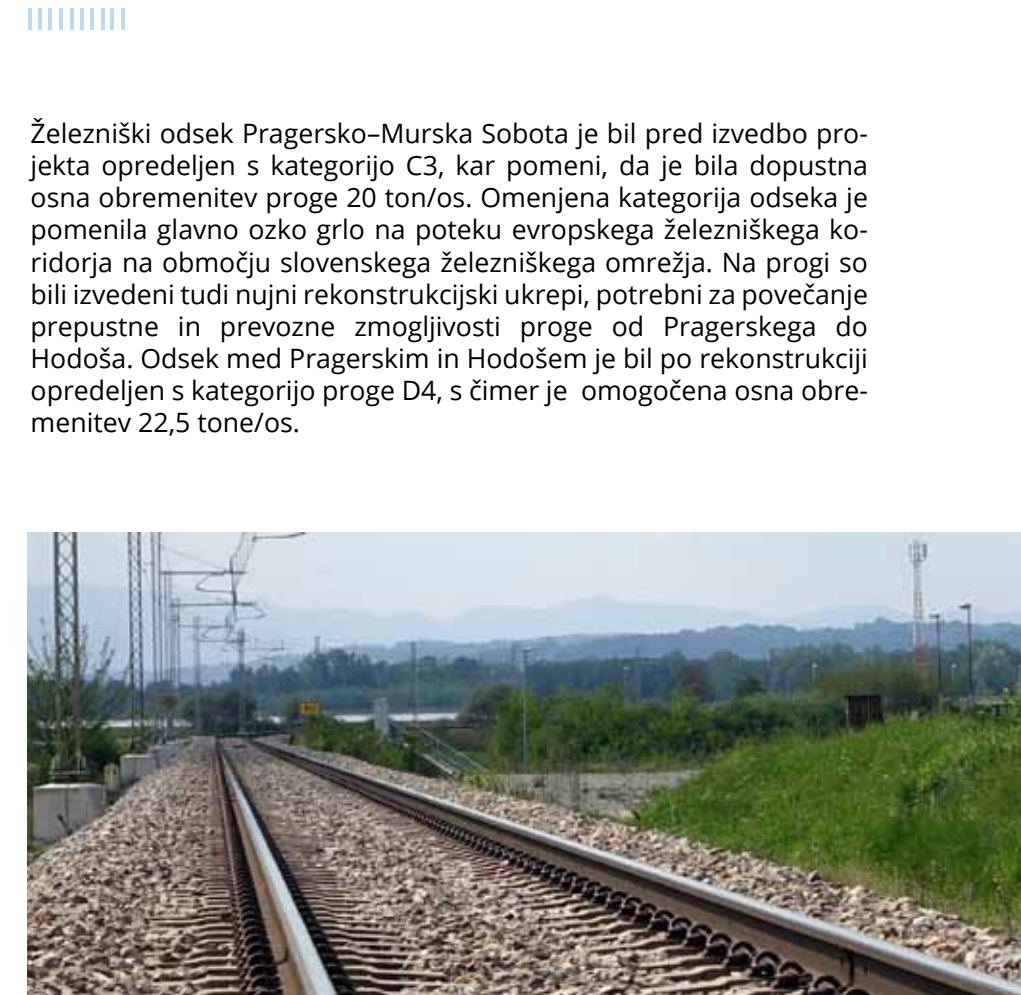 Železniški odsek Pragersko–Murska Sobota je bil pred izvedbo pro-
jekta opredeljen s kategorijo C3, kar pomeni, da je bila dopustna
osna obremenitev proge 20 ton/os. Omenjena kategorija odseka je
pomenila glavno ozko grlo na poteku evropskega železniškega ko-
ridorja na območju slovenskega železniškega omrežja. Na progi so
bili izvedeni tudi nujni rekonstrukcijski ukrepi, potrebni za povečanje
prepustne in prevozne zmogljivosti proge od Pragerskega do
Hodoša. Odsek med Pragerskim in Hodošem je bil po rekonstrukciji
opredeljen s kategorijo proge D4, s čimer je  omogočena osna obre-
menitev 22,5 tone/os.